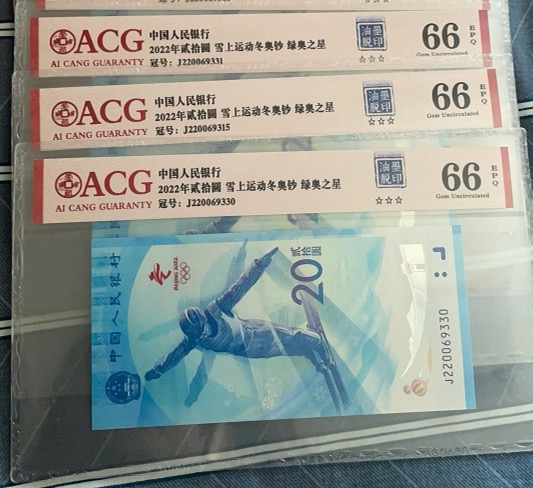 ACG
AI CANG GUARANTY
中国人民银行
2022年贰拾圆 雪上运动冬奥钞 绿奥之星
冠号：J220069331
油墨
脱印
☆☆☆
66
EPQ
Gem Uncirculated
ACG
AI CANG GUARANTY
中国人民银行
2022年贰拾圆 雪上运动冬奥钞 绿奥之星
冠号：J220069315
油墨
脱印
☆☆☆
66
EPQ
Gem Uncirculated
ACG
AI CANG GUARANTY
中国人民银行
2022年贰拾圆 雪上运动冬奥钞 绿奥之星
冠号：J220069330
油墨
脱印
☆☆☆
66
EPQ
Gem Uncirculated
中国人民银行
BEIJING 2022
20
贰拾圆
J220069330